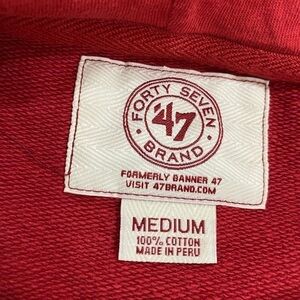 FORTY SEVEN
'47
BRAND
FORMERLY BANNER 47
VISIT 47BRAND.COM
MEDIUM
100% COTTON
MADE IN PERU